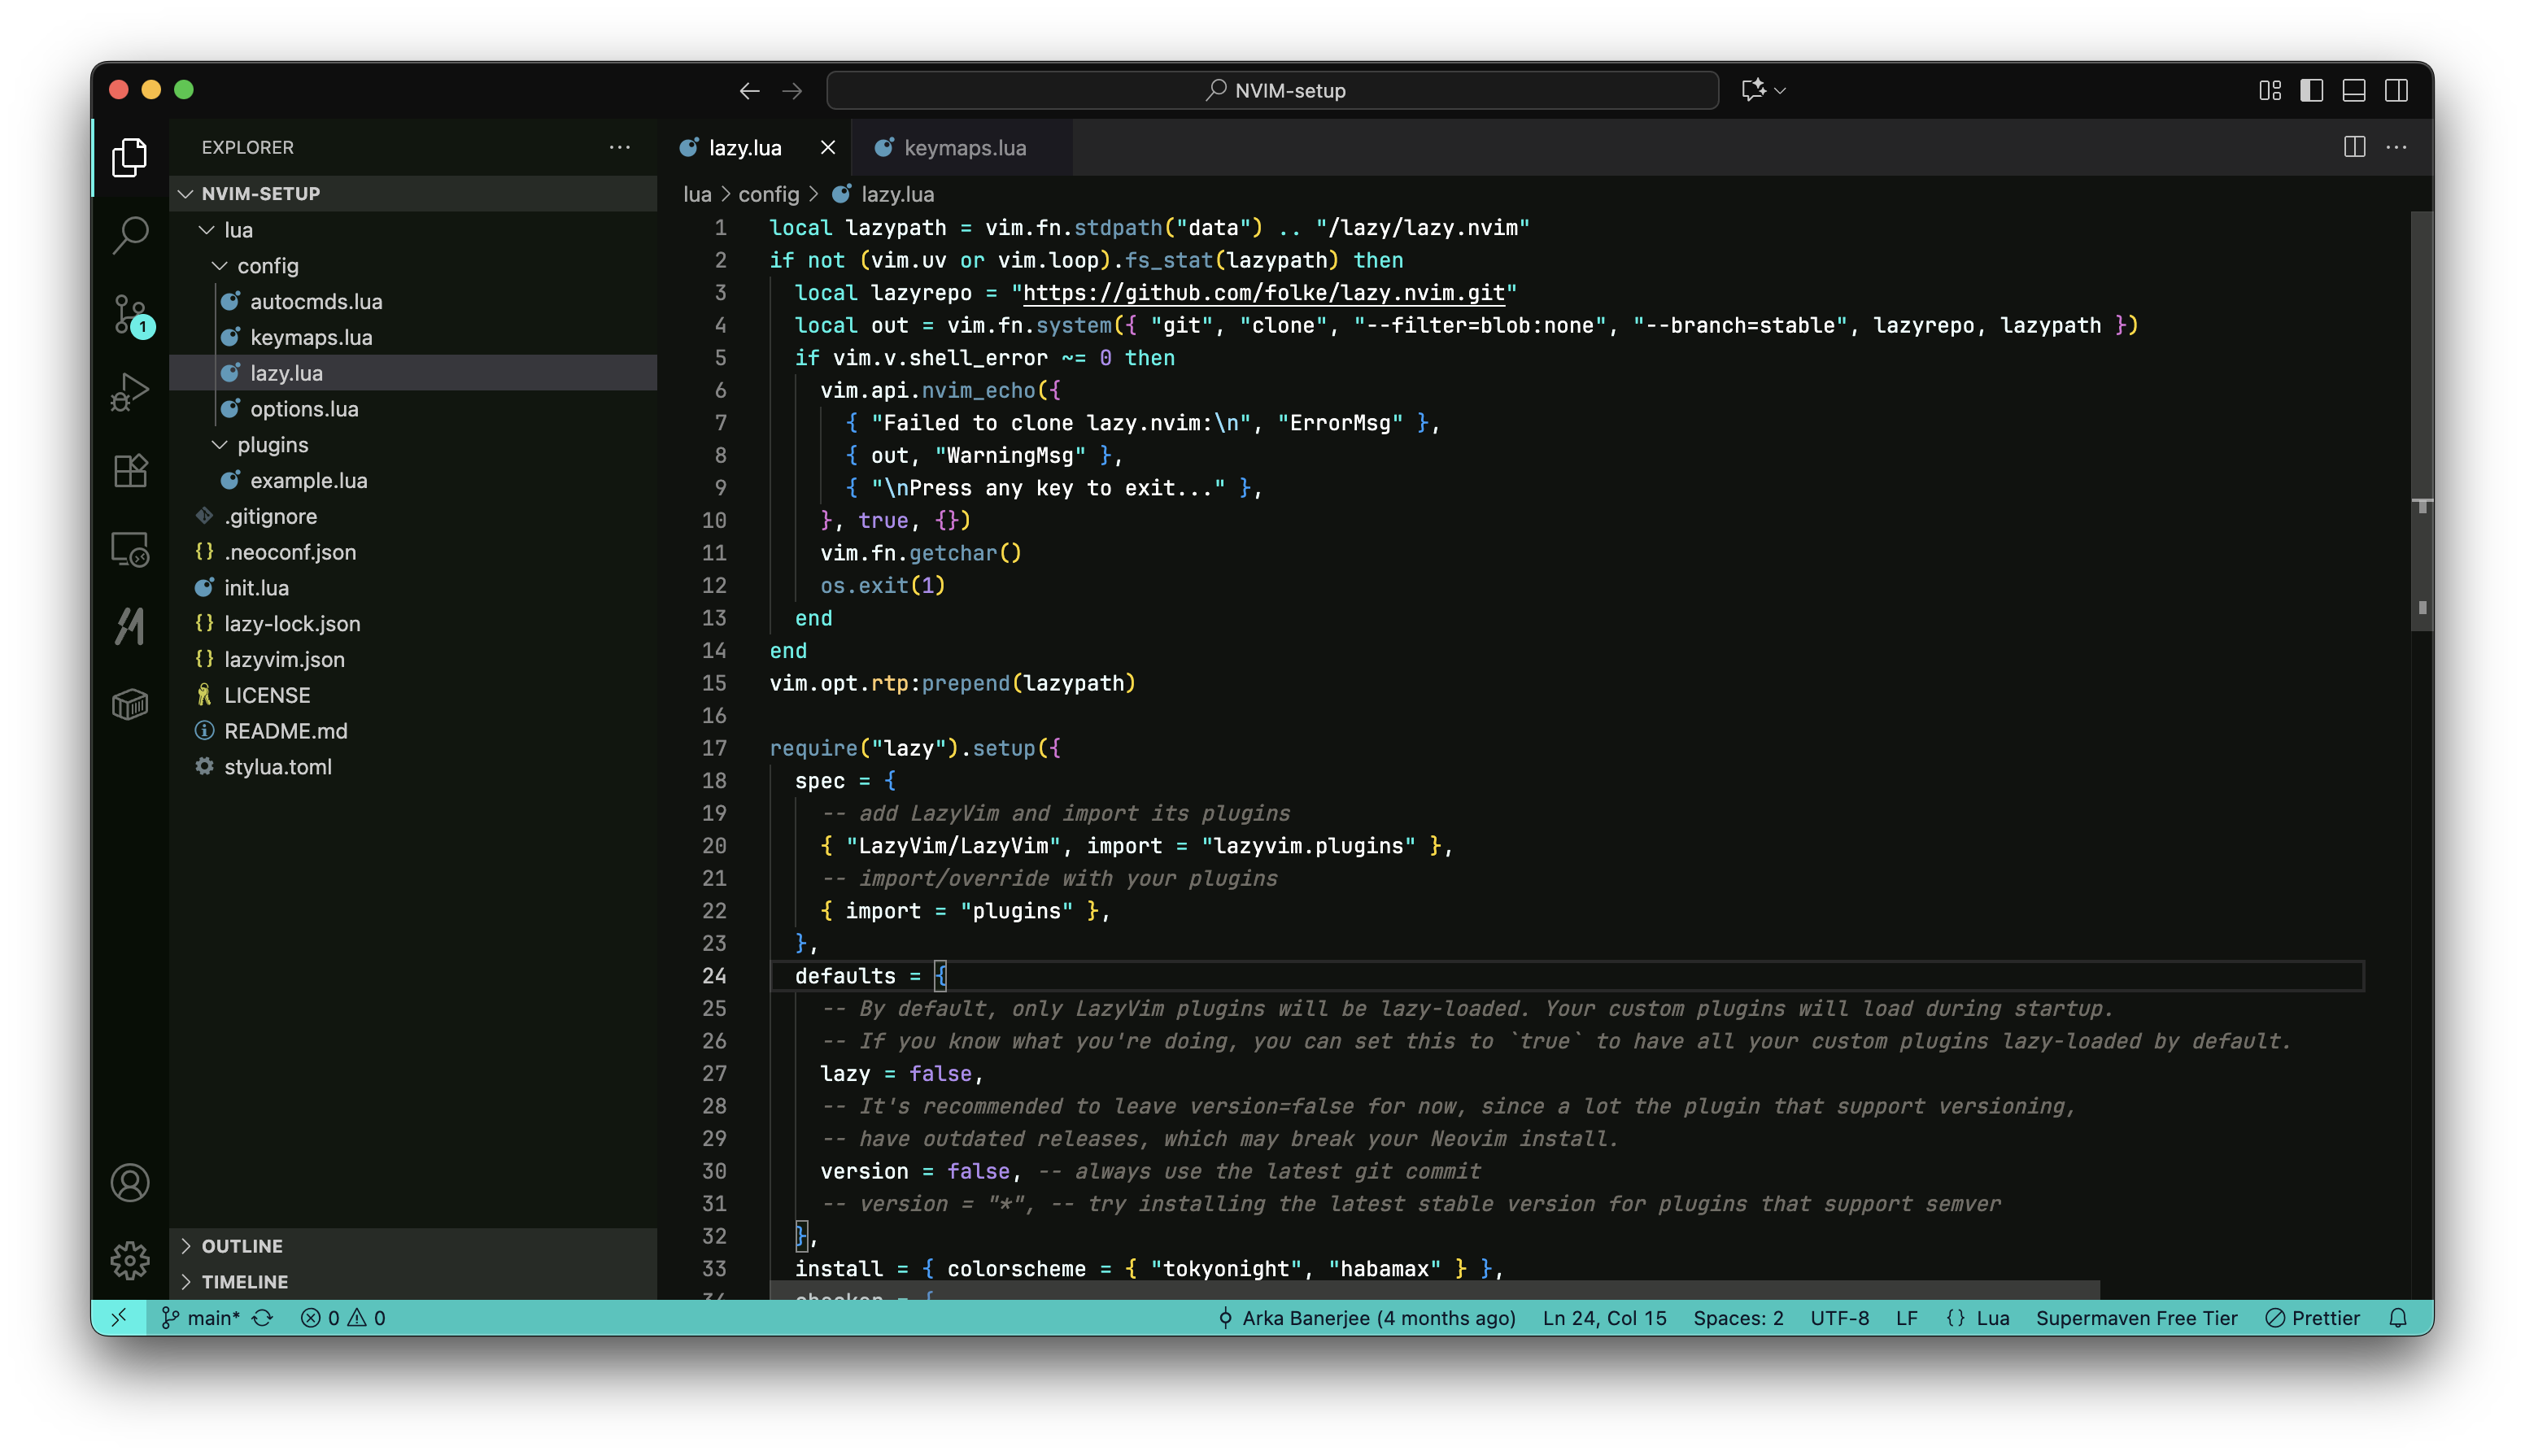 NVIM-setup
EXPLORER
NVIM-SETUP
lua
config
autocmds.lua
keymaps.lua
lazy.lua
options.lua
plugins
example.lua
.gitignore
.neoconf.json
init.lua
lazy-lock.json
lazyvim.json
LICENSE
README.md
stylua.toml
OUTLINE
TIMELINE
1
lazy.lua
keymaps.lua
lua > config > lazy.lua
1 local lazypath = vim.fn.stdpath("data") .. "/lazy/lazy.nvim"
2 if not (vim.uv or vim.loop).fs_stat(lazypath) then
3   local lazyrepo = "https://github.com/folke/lazy.nvim.git"
4   local out = vim.fn.system({ "git", "clone", "--filter=blob:none", "--branch=stable", lazyrepo, lazypath })
5   if vim.v.shell_error ~= 0 then
6     vim.api.nvim_echo({
7       { "Failed to clone lazy.nvim:\n", "ErrorMsg" },
8       { out, "WarningMsg" },
9       { "\nPress any key to exit..." },
10     }, true, {})
11     vim.fn.getchar()
12     os.exit(1)
13   end
14 end
15 vim.opt.rtp:prepend(lazypath)
16
17 require("lazy").setup({
18   spec = {
19     -- add LazyVim and import its plugins
20     { "LazyVim/LazyVim", import = "lazyvim.plugins" },
21     -- import/override with your plugins
22     { import = "plugins" },
23   },
24   defaults = {
25     -- By default, only LazyVim plugins will be lazy-loaded. Your custom plugins will load during startup.
26     -- If you know what you're doing, you can set this to `true` to have all your custom plugins lazy-loaded by default.
27     lazy = false,
28     -- It's recommended to leave version=false for now, since a lot the plugin that support versioning,
29     -- have outdated releases, which may break your Neovim install.
30     version = false, -- always use the latest git commit
31     -- version = "*", -- try installing the latest stable version for plugins that support semver
32   },
33   install = { colorscheme = { "tokyonight", "habamax" } },
main* 0 0 Arka Banerjee (4 months ago) Ln 24, Col 15 Spaces: 2 UTF-8 LF {} Lua Supermaven Free Tier Prettier